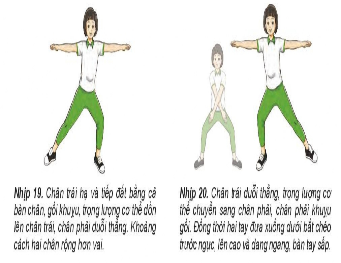 Nhịp 19. Chân trái hạ và tiếp đất bằng cả
bàn chân, gối khuỵu, trọng lượng cơ thể dồn
lên chân trái, chân phải duỗi thẳng. Khoảng
cách hai chân rộng hơn vai.
Nhịp 20. Chân trái duỗi thẳng, trọng lượng cơ
thể chuyển sang chân phải, chân phải khuỵu
gối. Đồng thời hai tay đưa xuống dưới bắt chéo
trước ngực, lên cao và dang ngang, bàn tay sấp.